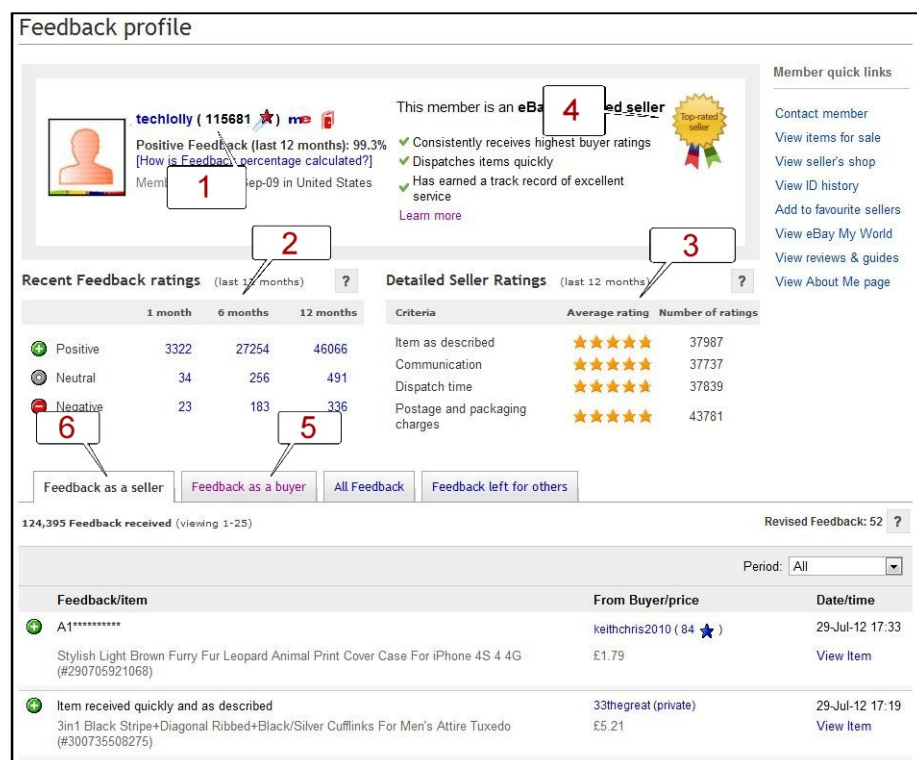 Feedback profile
Member quick links
Contact member
View items for sale
View seller's shop
View ID history
Add to favourite sellers
View eBay My World
View reviews & guides
View About Me page
techlolly ( 115681 ) me
Positive Feedback (last 12 months): 99.3%
[How is Feedback percentage calculated?]
Sep-09 in United States
1
This member is an
seller
4
Top-rated
seller
Consistently receives highest buyer ratings
Dispatches items quickly
Has earned a track record of excellent
service
Learn more
2
Recent Feedback ratings (last 12 months) ?
1 month 6 months 12 months
Positive 3322 27254 46066
Neutral 34 256 491
Negative 23 183 336
3
Detailed Seller Ratings (last 12 months) ?
Criteria Average rating Number of ratings
Item as described 37987
Communication 37737
Dispatch time 37839
Postage and packaging
charges 43781
6
5
Feedback as a seller Feedback as a buyer All Feedback Feedback left for others
124,395 Feedback received (viewing 1-25) Revised Feedback: 52 ?
Period: All
Feedback/item From Buyer/price Date/time
A1********** keithchris2010 ( 84 ) 29-Jul-12 17:33
Stylish Light Brown Furry Fur Leopard Animal Print Cover Case For iPhone 4S 4 4G £1.79 View Item
(#290705921068)
Item received quickly and as described 33thegreat (private) 29-Jul-12 17:19
3in1 Black Stripe+Diagonal Ribbed+Black/Silver Cufflinks For Men's Attire Tuxedo £5.21 View Item
(#300735508275)